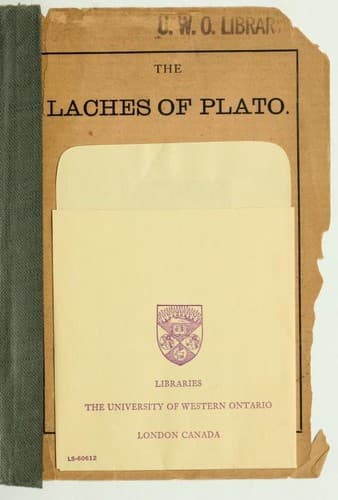 U. W. O. LIBRAR
THE
LACHES OF PLATO.
LIBRARIES
THE UNIVERSITY OF WESTERN ONTARIO
LONDON CANADA
LS-60612